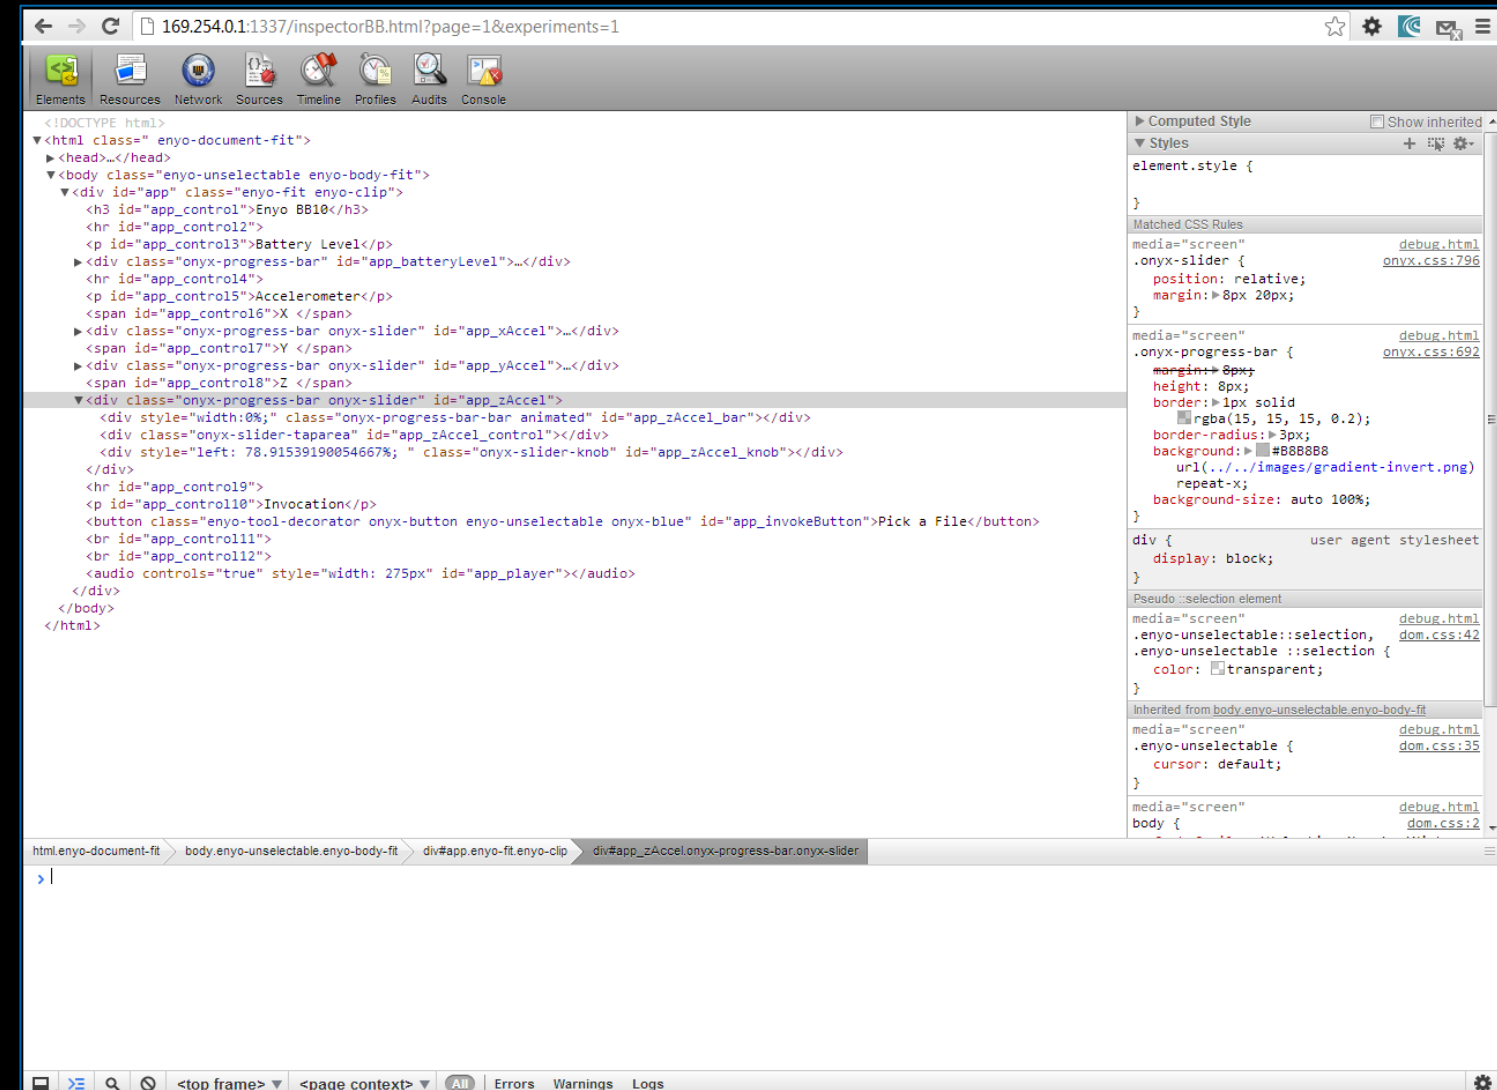 169.254.0.1:1337/inspectorBB.html?page=1&experiments=1
Elements Resources Network Sources Timeline Profiles Audits Console
<!DOCTYPE html>
▼<html class=" enyo-document-fit">
▶<head>…</head>
▼<body class="enyo-unselectable enyo-body-fit">
▼<div id="app" class="enyo-fit enyo-clip">
<h3 id="app_control">Enyo BB10</h3>
<hr id="app_control2">
<p id="app_control3">Battery Level</p>
▶<div class="onyx-progress-bar" id="app_batteryLevel">…</div>
<hr id="app_control4">
<p id="app_control5">Accelerometer</p>
<span id="app_control6">X </span>
▶<div class="onyx-progress-bar onyx-slider" id="app_xAccel">…</div>
<span id="app_control7">Y </span>
▶<div class="onyx-progress-bar onyx-slider" id="app_yAccel">…</div>
<span id="app_control8">Z </span>
▼<div class="onyx-progress-bar onyx-slider" id="app_zAccel">
<div style="width:0%;" class="onyx-progress-bar-bar animated" id="app_zAccel_bar"></div>
<div class="onyx-slider-taparea" id="app_zAccel_control"></div>
<div style="left: 78.91539190054667%; " class="onyx-slider-knob" id="app_zAccel_knob"></div>
</div>
<hr id="app_control9">
<p id="app_control10">Invocation</p>
<button class="enyo-tool-decorator onyx-button enyo-unselectable onyx-blue" id="app_invokeButton">Pick a File</button>
<br id="app_control11">
<br id="app_control12">
<audio controls="true" style="width: 275px" id="app_player"></audio>
</div>
</body>
</html>
▶ Computed Style Show inherited
▼ Styles
element.style {
}
Matched CSS Rules
media="screen" debug.html
.onyx-slider { onyx.css:796
position: relative;
margin:▶8px 20px;
}
media="screen" debug.html
.onyx-progress-bar { onyx.css:692
margin:▶8px;
height: 8px;
border:▶1px solid
rgba(15, 15, 15, 0.2);
border-radius:▶3px;
background:▶#B8B8B8
url(../../images/gradient-invert.png)
repeat-x;
background-size: auto 100%;
}
div { user agent stylesheet
display: block;
}
Pseudo ::selection element
media="screen" debug.html
.enyo-unselectable::selection, dom.css:42
.enyo-unselectable ::selection {
color: transparent;
}
Inherited from body.enyo-unselectable.enyo-body-fit
media="screen" debug.html
.enyo-unselectable { dom.css:35
cursor: default;
}
media="screen" debug.html
body { dom.css:2
html.enyo-document-fit body.enyo-unselectable.enyo-body-fit div#app.enyo-fit.enyo-clip div#app_zAccel.onyx-progress-bar.onyx-slider
>
<top frame> ▼ <page context> ▼ All Errors Warnings Logs